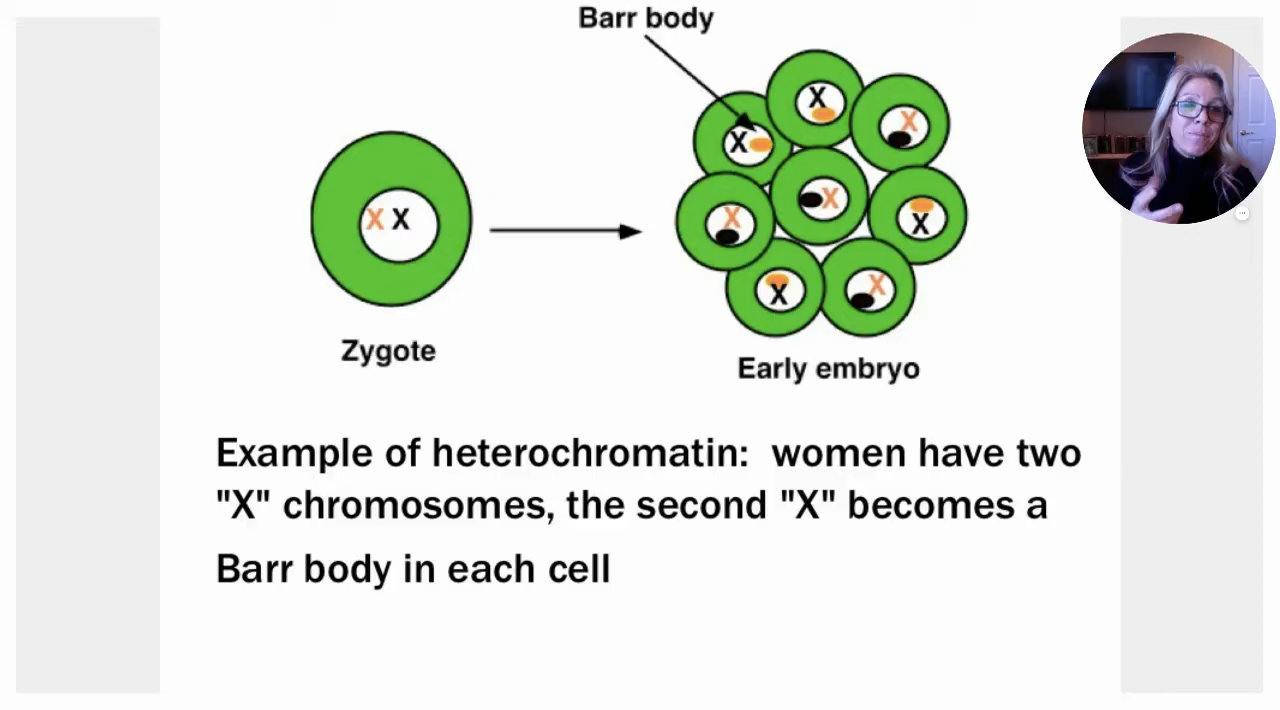 Barr body
X
X
X
X
X
X X
X
X
X
X
Zygote
Early embryo
Example of heterochromatin: women have two
"X" chromosomes, the second "X" becomes a
Barr body in each cell